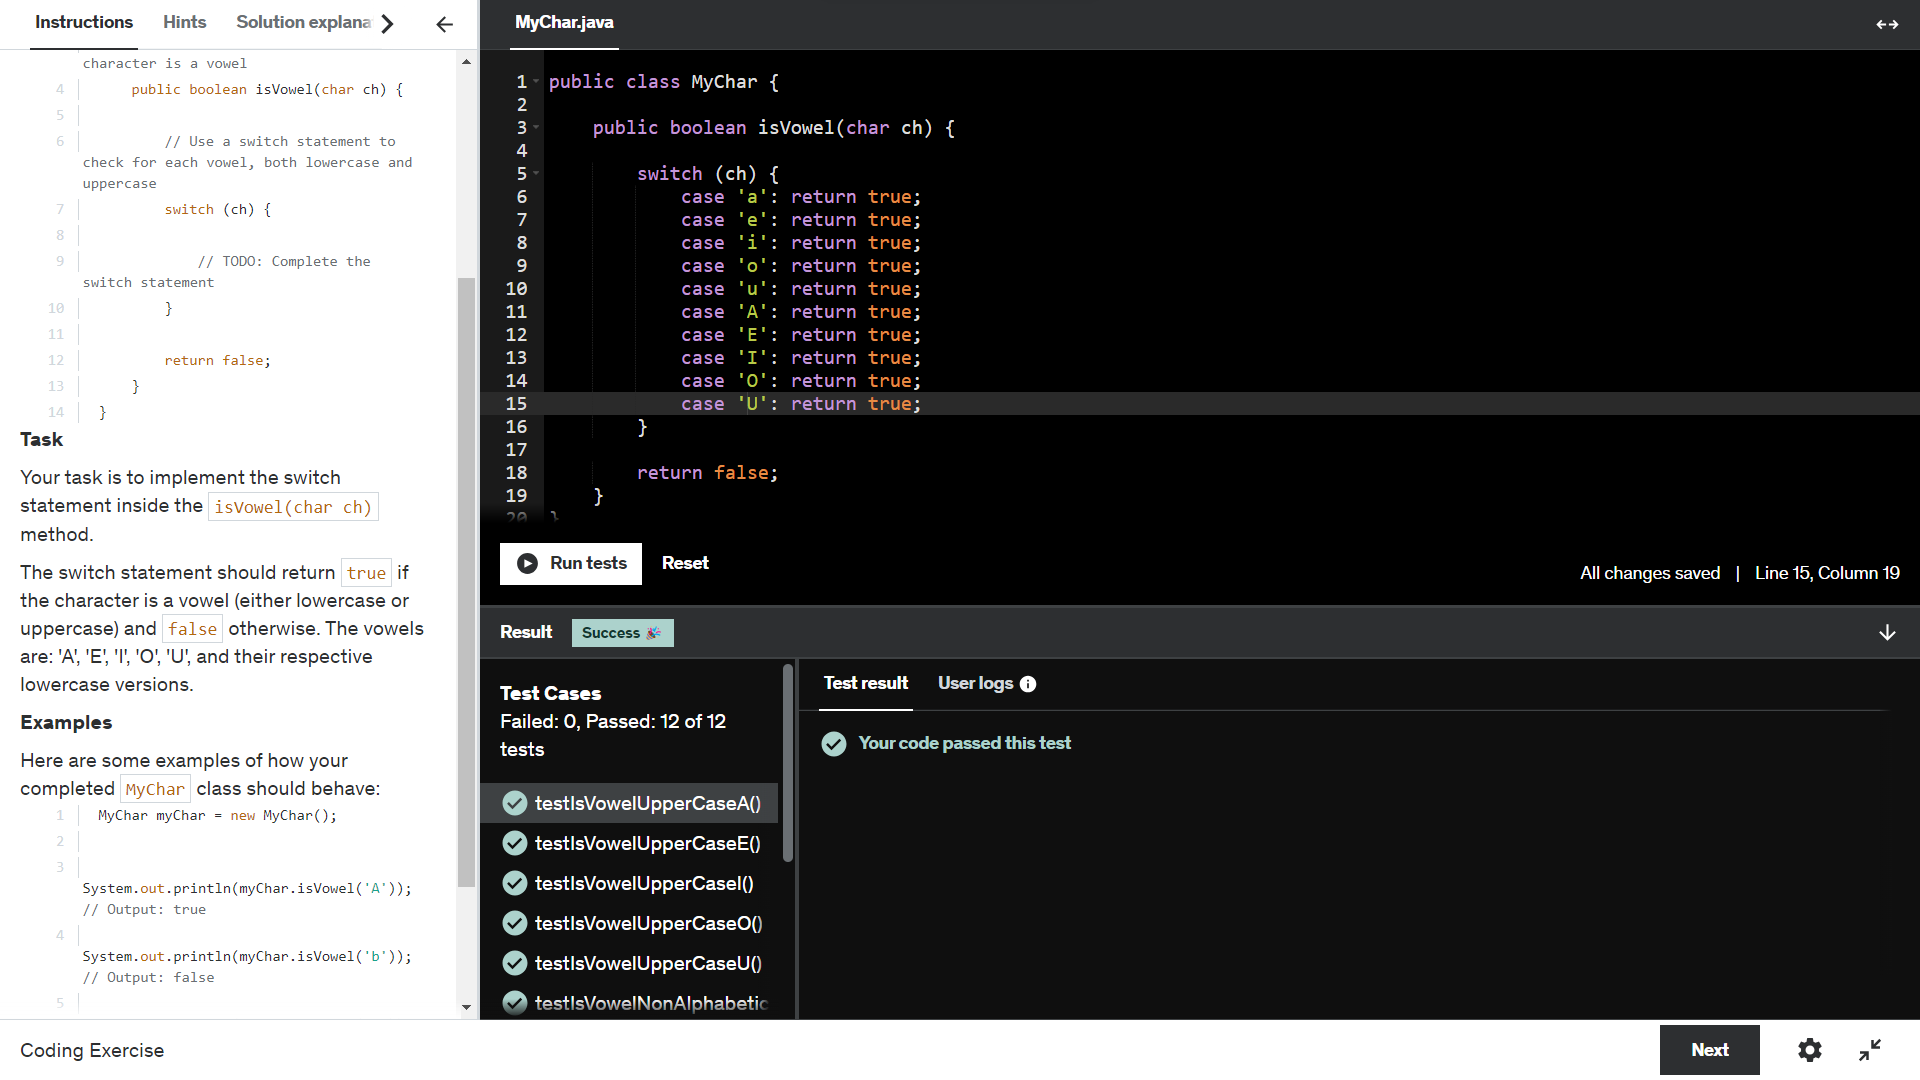 Instructions
Hints
Solution explana
character is a vowel
4 public boolean isVowel(char ch) {
5
6 // Use a switch statement to
check for each vowel, both lowercase and
uppercase
7 switch (ch) {
8
9 // TODO: Complete the
switch statement
10 }
11
12 return false;
13 }
14 }
Task
Your task is to implement the switch
statement inside the isVowel(char ch)
method.
The switch statement should return true if
the character is a vowel (either lowercase or
uppercase) and false otherwise. The vowels
are: 'A', 'E', 'I', 'O', 'U', and their respective
lowercase versions.
Examples
Here are some examples of how your
completed MyChar class should behave:
1 MyChar myChar = new MyChar();
2
3
System.out.println(myChar.isVowel('A'));
// Output: true
4
System.out.println(myChar.isVowel('b'));
// Output: false
5
MyChar.java
1 public class MyChar {
2
3 public boolean isVowel(char ch) {
4
5 switch (ch) {
6 case 'a': return true;
7 case 'e': return true;
8 case 'i': return true;
9 case 'o': return true;
10 case 'u': return true;
11 case 'A': return true;
12 case 'E': return true;
13 case 'I': return true;
14 case 'O': return true;
15 case 'U': return true;
16 }
17
18 return false;
19 }
20 }
Run tests
Reset
All changes saved | Line 15, Column 19
Result
Success
Test Cases
Failed: 0, Passed: 12 of 12
tests
testIsVowelUpperCaseA()
testIsVowelUpperCaseE()
testIsVowelUpperCaseI()
testIsVowelUpperCaseO()
testIsVowelUpperCaseU()
testIsVowelNonAlphabetic
Test result
User logs
Your code passed this test
Coding Exercise
Next